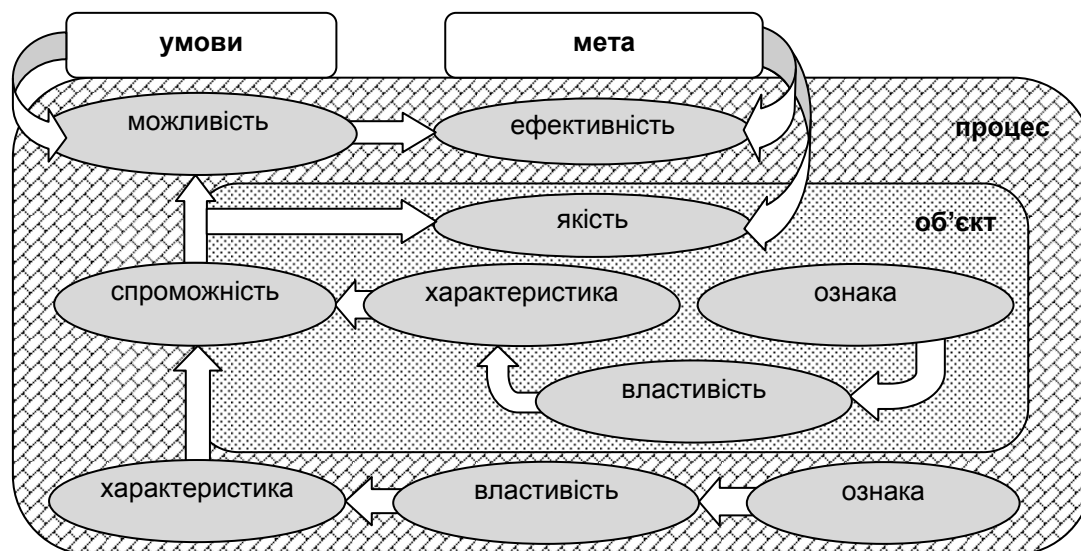 умови
мета
можливість
ефективність
процес
якість
об’єкт
спроможність
характеристика
ознака
властивість
характеристика
властивість
ознака